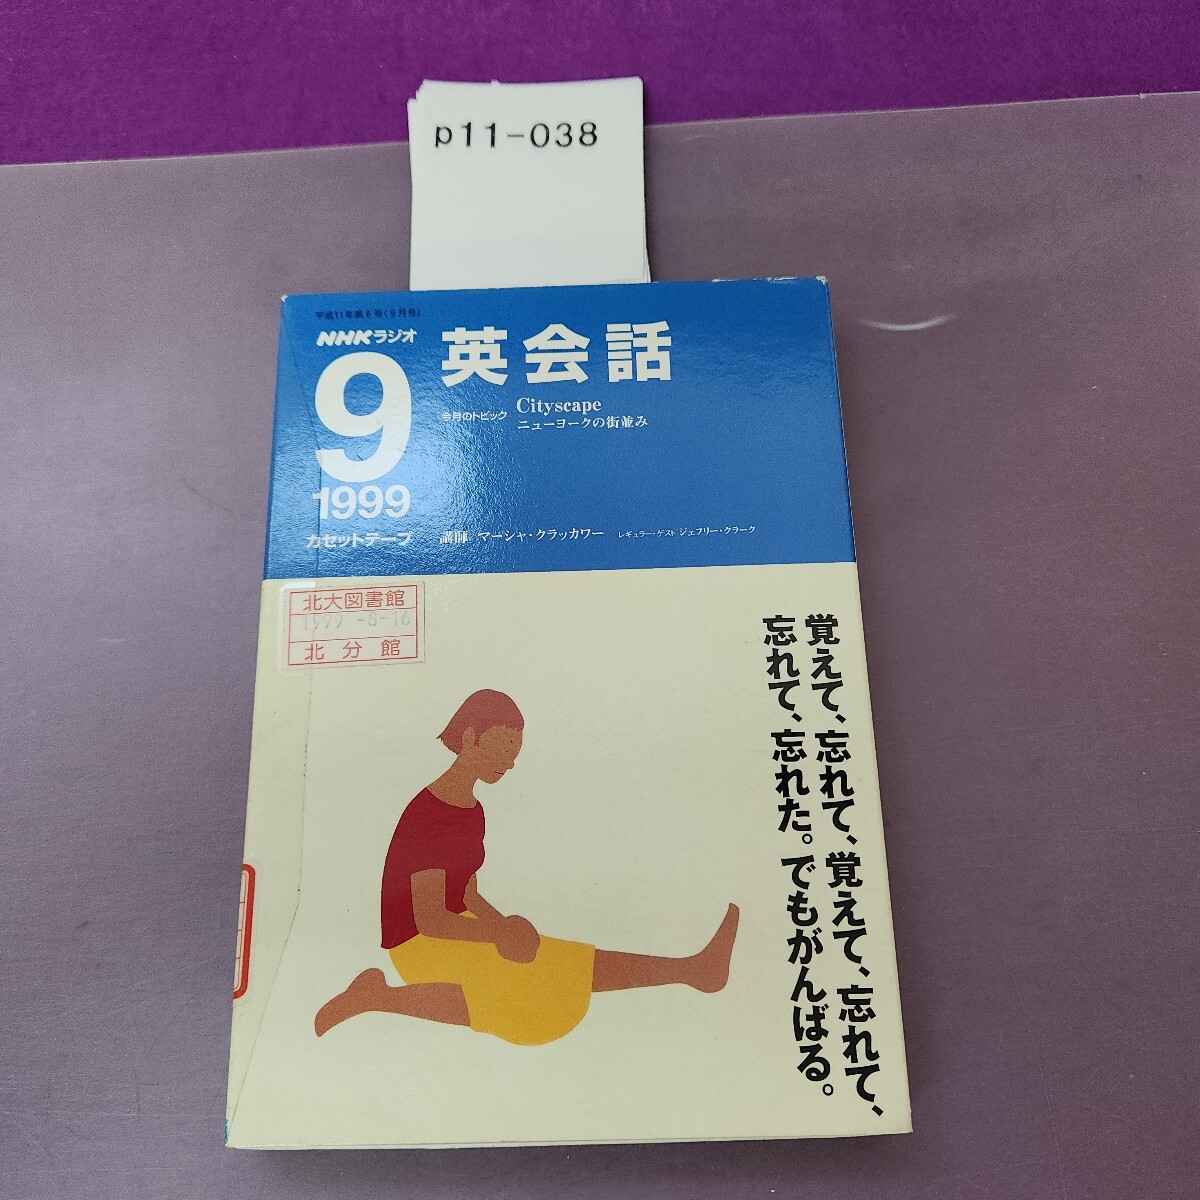 p11-038
平成11年第6号(9月号)
NHKラジオ
英会話
9
1999
カセットテープ
今月のトピック
Cityscape
ニューヨークの街並み
講師 マーシャ・クラッカワー レギュラー・ゲスト ジェフリー・クラーク
北大図書館
1999 -8-16
北分館
覚えて、忘れて、覚えて、忘れて、
忘れて、忘れた。でもがんばる。